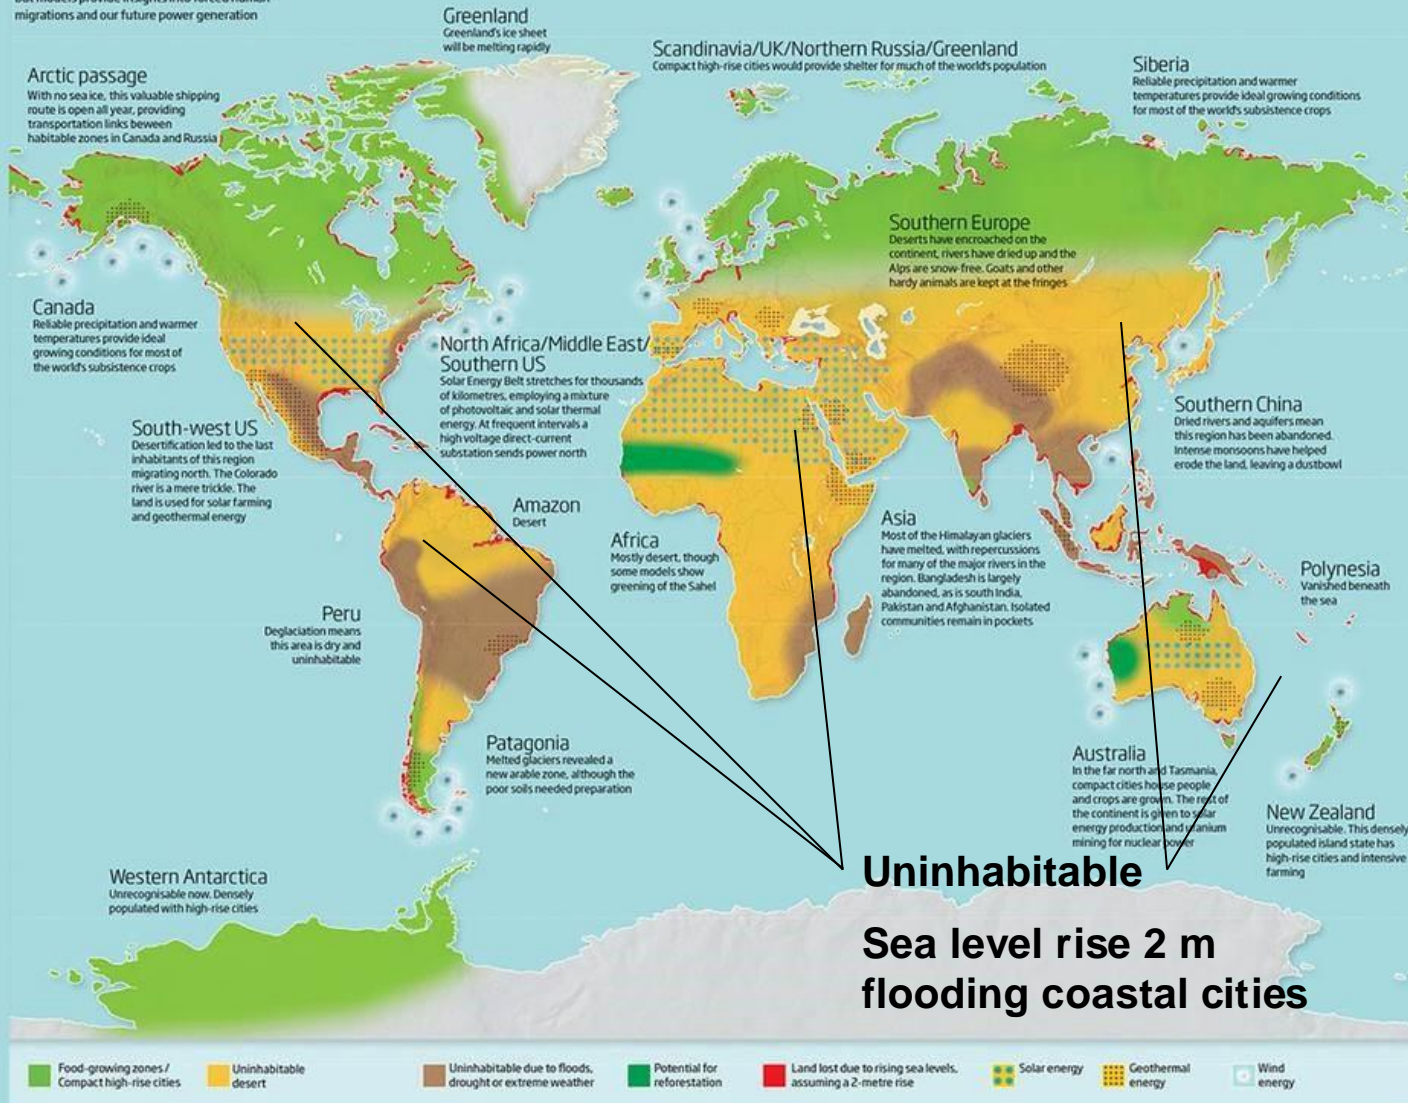 migrations and our future power generation
Greenland
Greenland's ice sheet
will be melting rapidly
Scandinavia/UK/Northern Russia/Greenland
Compact high-rise cities would provide shelter for much of the world's population
Siberia
Reliable precipitation and warmer
temperatures provide ideal growing conditions
for most of the world's subsistence crops
Arctic passage
With no sea ice, this valuable shipping
route is open all year, providing
transportation links beween
habitable zones in Canada and Russia
Southern Europe
Deserts have encroached on the
continent, rivers have dried up and the
Alps are snow-free. Goats and other
hardy animals are kept at the fringes
Canada
Reliable precipitation and warmer
temperatures provide ideal
growing conditions for most of
the world's subsistence crops
North Africa/Middle East/
Southern US
Solar Energy Belt stretches for thousands
of kilometres, employing a mixture
of photovoltaic and solar thermal
energy. At frequent intervals a
high voltage direct-current
substation sends power north
South-west US
Desertification led to the last
inhabitants of this region
migrating north. The Colorado
river is a mere trickle. The
land is used for solar farming
and geothermal energy
Southern China
Dried rivers and aquifers mean
this region has been abandoned.
Intense monsoons have helped
erode the land, leaving a dustbowl
Amazon
Desert
Africa
Mostly desert, though
some models show
greening of the Sahel
Asia
Most of the Himalayan glaciers
have melted, with repercussions
for many of the major rivers in the
region. Bangladesh is largely
abandoned, as is south India,
Pakistan and Afghanistan. Isolated
communities remain in pockets
Polynesia
Vanished beneath
the sea
Peru
Deglaciation means
this area is dry and
uninhabitable
Patagonia
Melted glaciers revealed a
new arable zone, although the
poor soils needed preparation
Australia
In the far north and Tasmania,
compact cities house people
and crops are grown. The rest of
the continent is given to solar
energy production and uranium
mining for nuclear power
New Zealand
Unrecognisable. This densely
populated island state has
high-rise cities and intensive
farming
Western Antarctica
Unrecognisable now. Densely
populated with high-rise cities
Uninhabitable
Sea level rise 2 m
flooding coastal cities
Food-growing zones/
Compact high-rise cities
Uninhabitable
desert
Uninhabitable due to floods,
drought or extreme weather
Potential for
reforestation
Land lost due to rising sea levels,
assuming a 2-metre rise
Solar energy
Geothermal
energy
Wind
energy